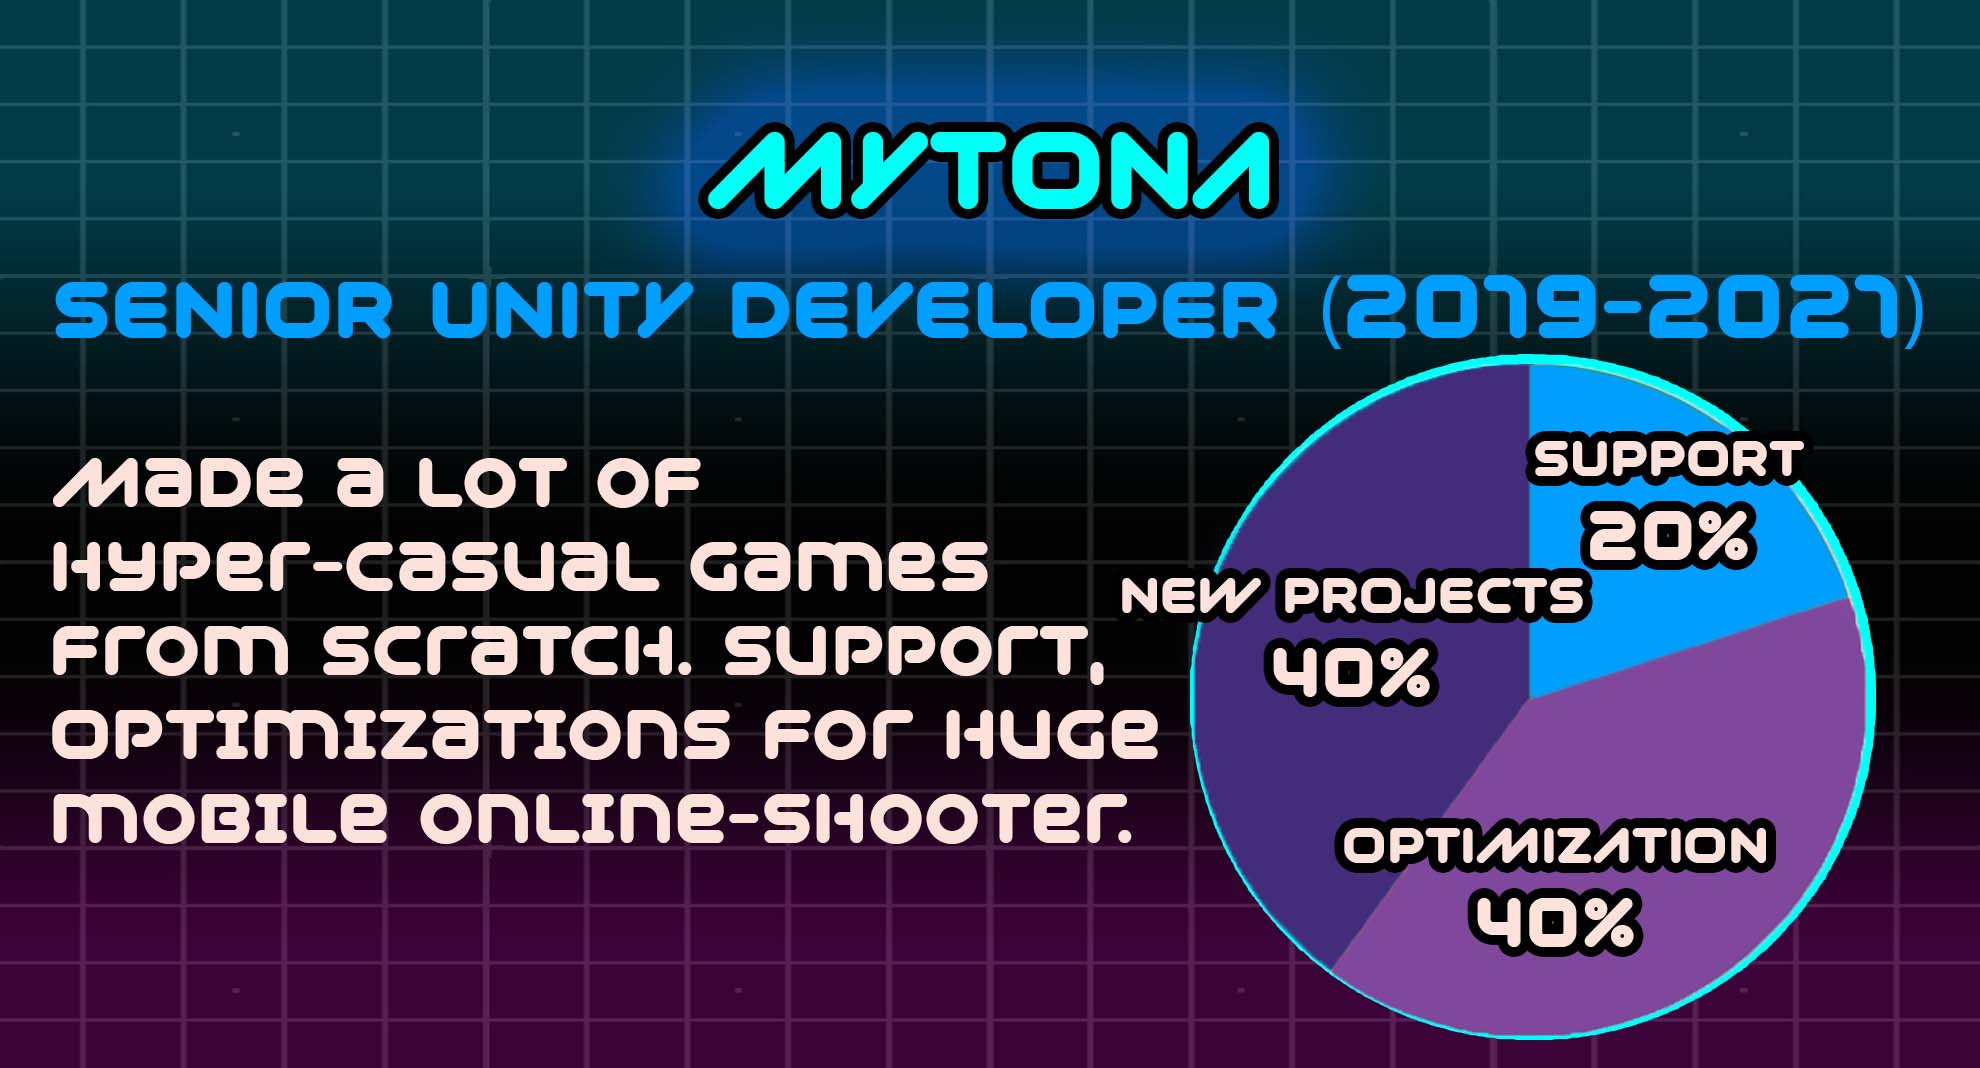 MYTONA
SENIOR UNITY DEVELOPER (2019-2021)
Made a lot of
hyper-casual games
from scratch. Support,
optimizations for huge
mobile online-shooter.
SUPPORT
20%
NEW PROJECTS
40%
OPTIMIZATION
40%